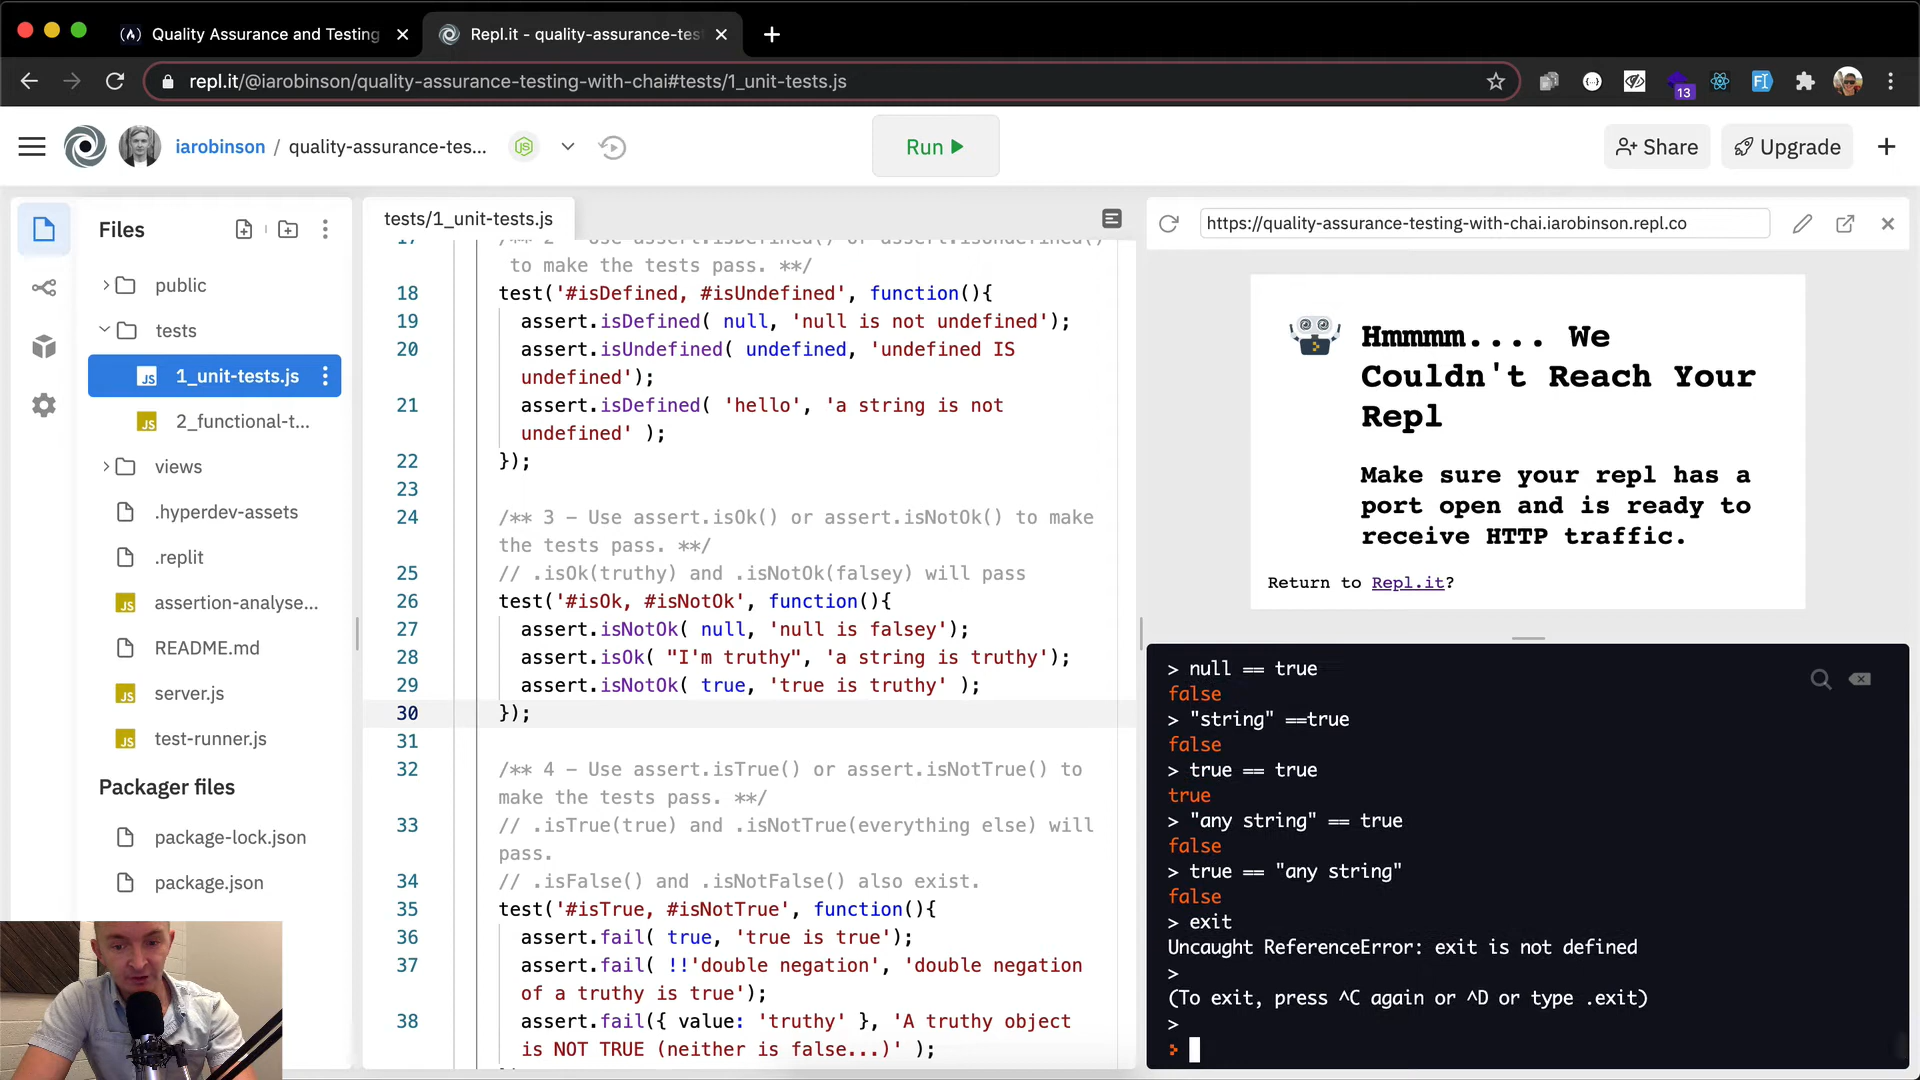 Quality Assurance and Testing
Repl.it - quality-assurance-tes
repl.it/@iarobinson/quality-assurance-testing-with-chai#tests/1_unit-tests.js
13
iarobinson / quality-assurance-tes...
Run
Share
Upgrade
Files
public
tests
1_unit-tests.js
2_functional-t...
views
.hyperdev-assets
.replit
assertion-analyse...
README.md
server.js
test-runner.js
Packager files
package-lock.json
package.json
tests/1_unit-tests.js
17 /** 2 - Use assert.isDefined() or assert.isUndefined()
to make the tests pass. **/
18 test('#isDefined, #isUndefined', function(){
19 assert.isDefined( null, 'null is not undefined');
20 assert.isUndefined( undefined, 'undefined IS
undefined');
21 assert.isDefined( 'hello', 'a string is not
undefined' );
22 });
23
24 /** 3 - Use assert.isOk() or assert.isNotOk() to make
the tests pass. **/
25 // .isOk(truthy) and .isNotOk(falsey) will pass
26 test('#isOk, #isNotOk', function(){
27 assert.isNotOk( null, 'null is falsey');
28 assert.isOk( "I'm truthy", 'a string is truthy');
29 assert.isNotOk( true, 'true is truthy' );
30 });
31
32 /** 4 - Use assert.isTrue() or assert.isNotTrue() to
make the tests pass. **/
33 // .isTrue(true) and .isNotTrue(everything else) will
pass.
34 // .isFalse() and .isNotFalse() also exist.
35 test('#isTrue, #isNotTrue', function(){
36 assert.fail( true, 'true is true');
37 assert.fail( !!'double negation', 'double negation
of a truthy is true');
38 assert.fail({ value: 'truthy' }, 'A truthy object
is NOT TRUE (neither is false...)' );
https://quality-assurance-testing-with-chai.iarobinson.repl.co
Hmmmm.... We
Couldn't Reach Your
Repl
Make sure your repl has a
port open and is ready to
receive HTTP traffic.
Return to Repl.it?
> null == true
false
> "string" ==true
false
> true == true
true
> "any string" == true
false
> true == "any string"
false
> exit
Uncaught ReferenceError: exit is not defined
>
(To exit, press ^C again or ^D or type .exit)
>